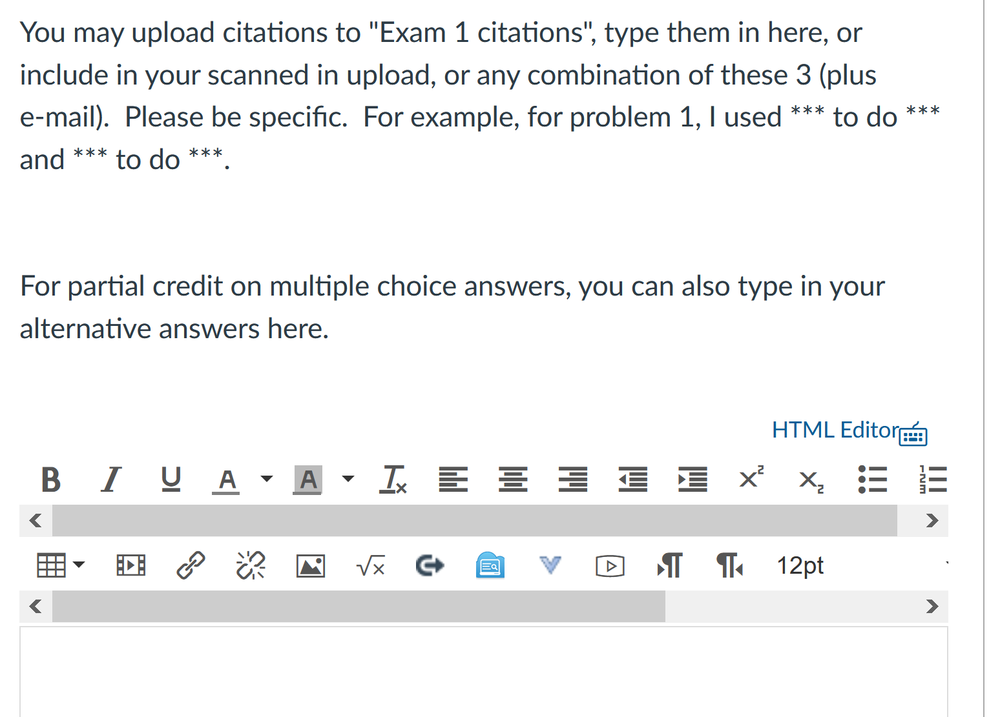 You may upload citations to "Exam 1 citations", type them in here, or
include in your scanned in upload, or any combination of these 3 (plus
e-mail).  Please be specific.  For example, for problem 1, I used *** to do ***
and *** to do ***.
For partial credit on multiple choice answers, you can also type in your
alternative answers here.
HTML Editor
12pt